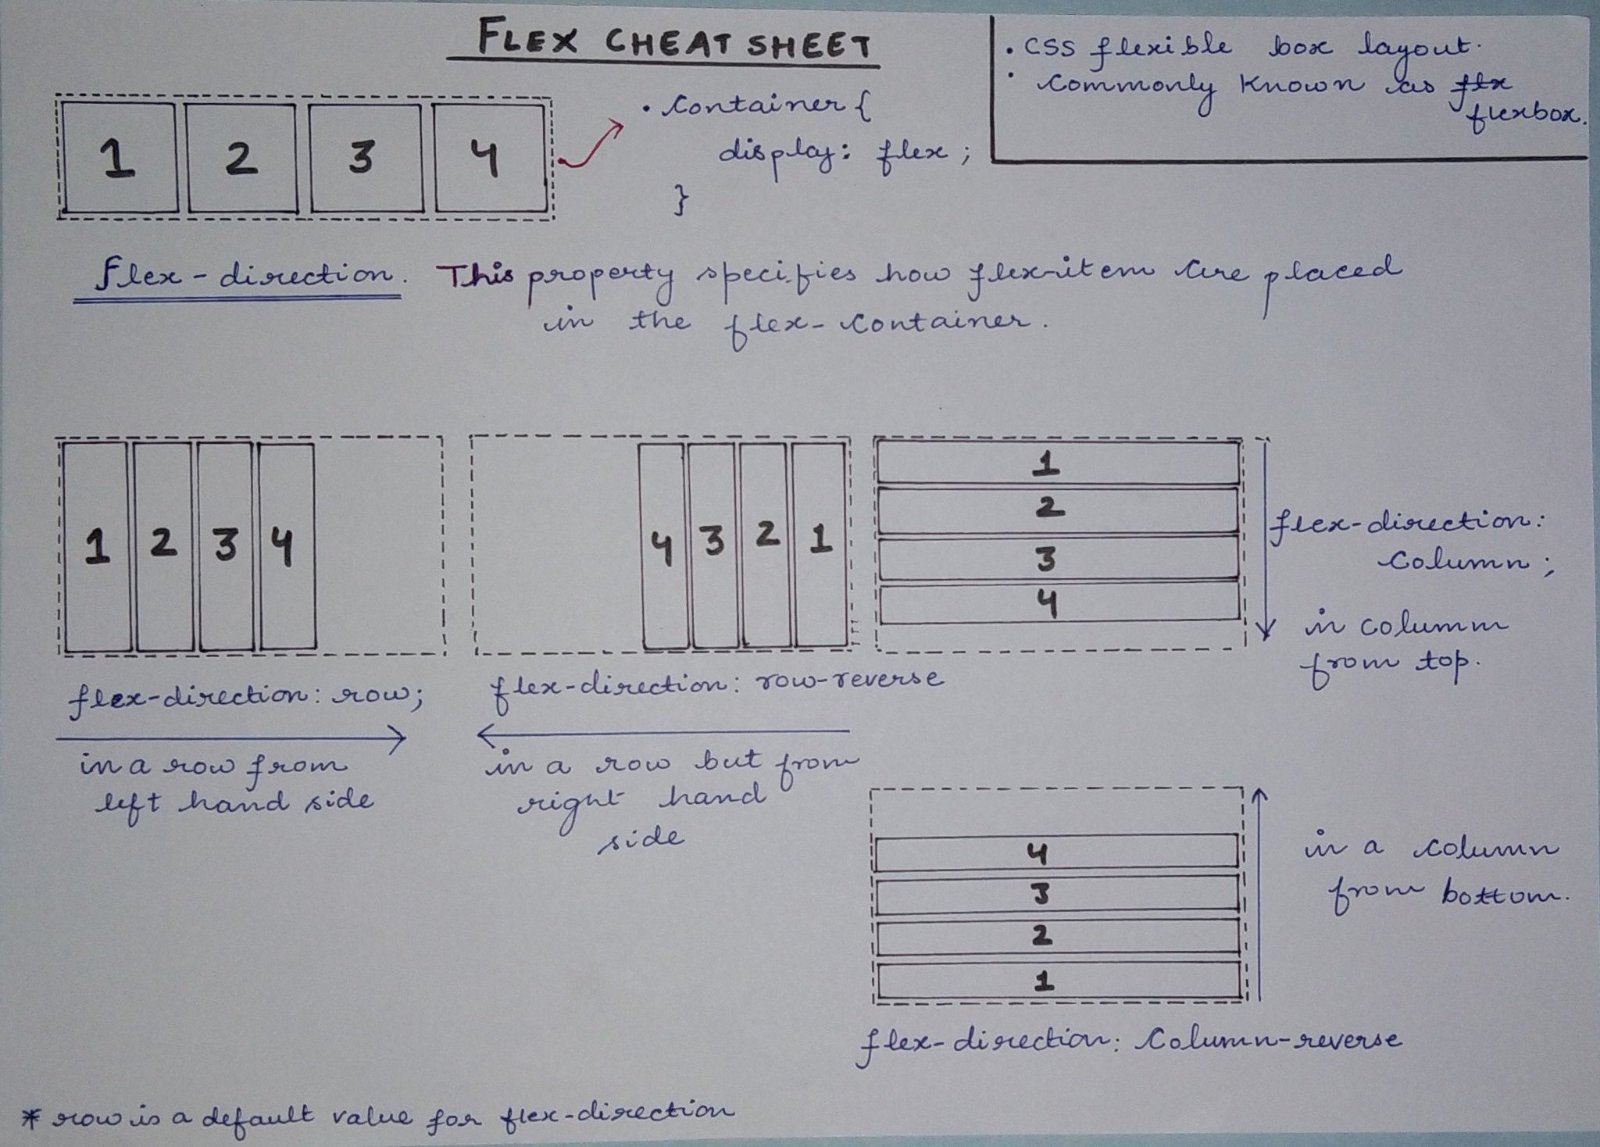 FLEX CHEAT SHEET
. CSS flexible box layout.
. Commonly known as flx
flexbox.
1 2 3 4
. Container {
display: flex ;
}
flex-direction. This property specifies how flex-item are placed
in the flex-container.
1 2 3 4
flex-direction: row;
in a row from
left hand side
4 3 2 1
flex-direction: row-reverse
in a row but from
right hand
side
1
2
3
4
flex-direction:
column ;
in column
from top.
4
3
2
1
in a column
from bottom.
flex-direction: Column-reverse
* row is a default value for flex-direction